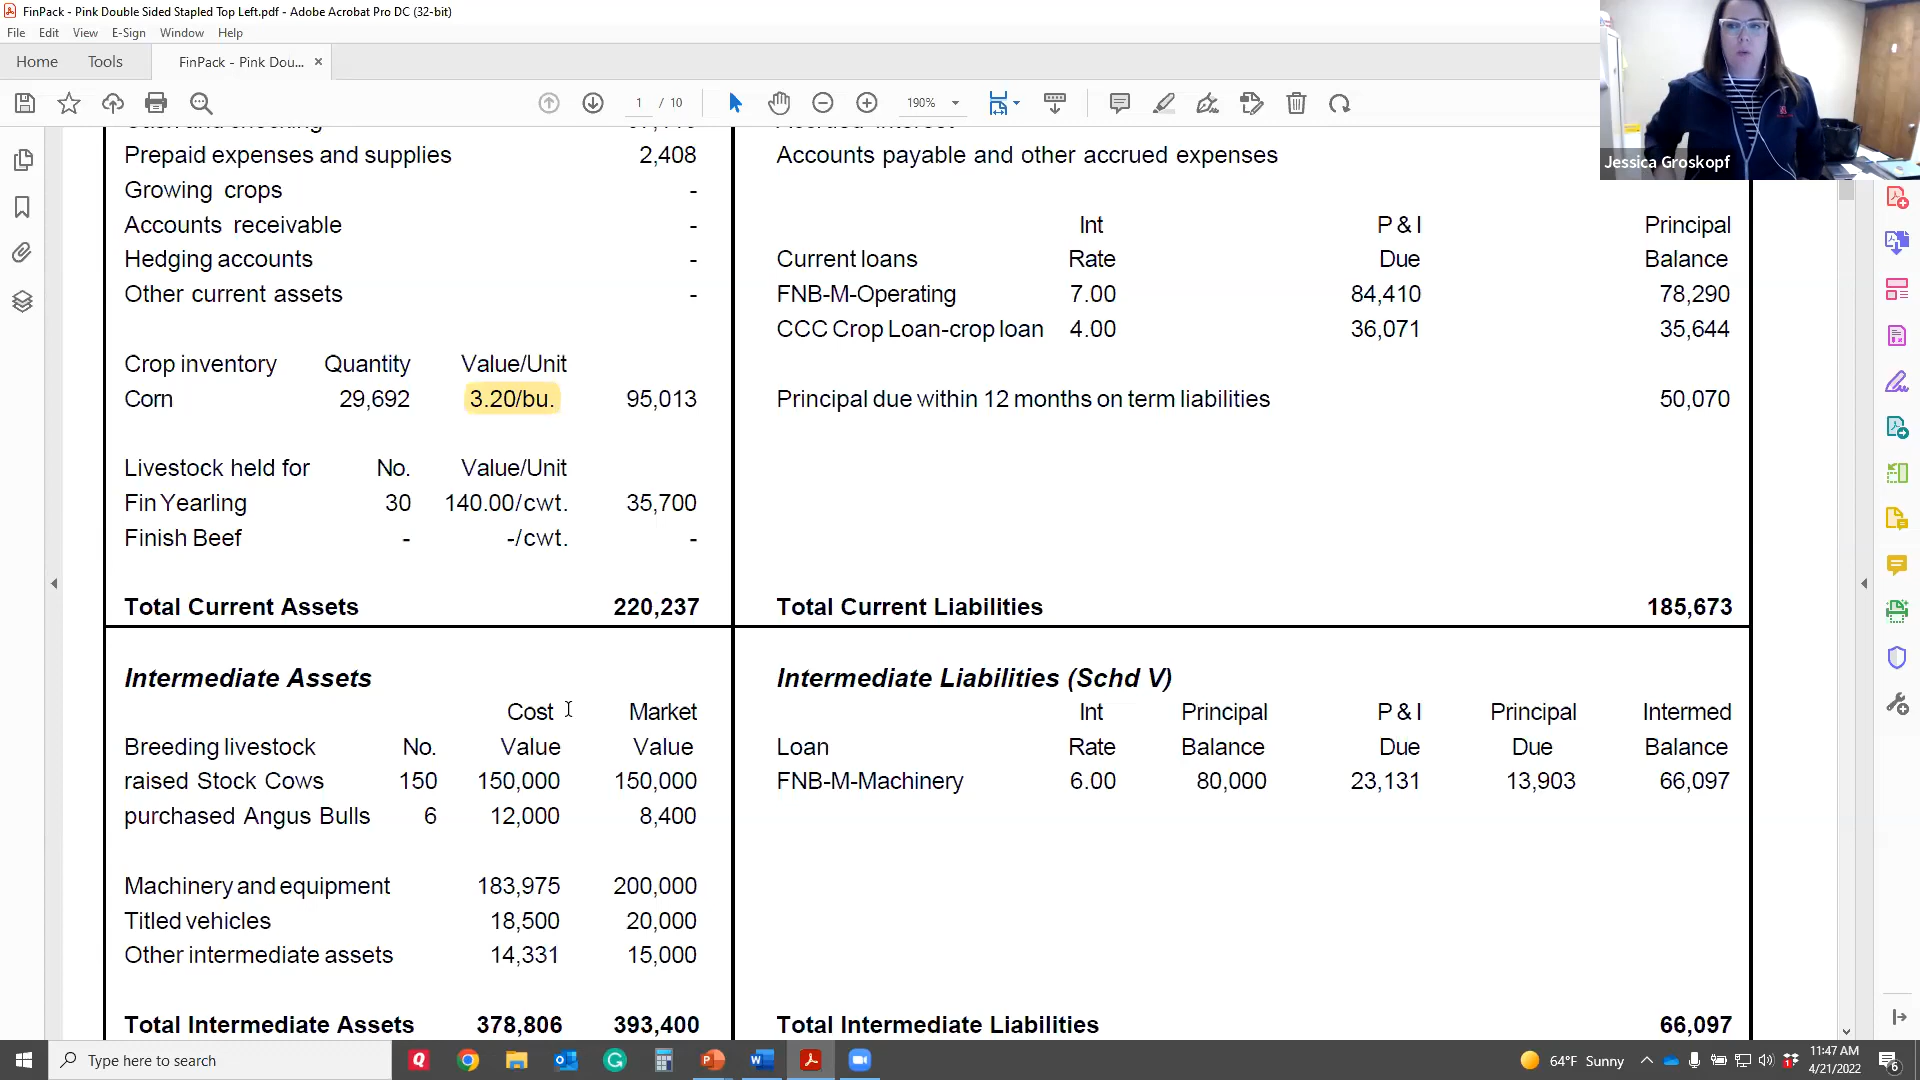 FinPack - Pink Double Sided Stapled Top Left.pdf - Adobe Acrobat Pro DC (32-bit)
File Edit View E-Sign Window Help
Home Tools FinPack - Pink Dou... ×
1 / 10 190%
Jessica Groskopf
Prepaid expenses and supplies 2,408 Accounts payable and other accrued expenses
Growing crops -
Accounts receivable - Int P & I Principal
Hedging accounts - Current loans Rate Due Balance
Other current assets - FNB-M-Operating 7.00 84,410 78,290
CCC Crop Loan-crop loan 4.00 36,071 35,644
Crop inventory Quantity Value/Unit
Corn 29,692 3.20/bu. 95,013 Principal due within 12 months on term liabilities 50,070
Livestock held for No. Value/Unit
Fin Yearling 30 140.00/cwt. 35,700
Finish Beef - -/cwt. -
Total Current Assets 220,237 Total Current Liabilities 185,673
Intermediate Assets Intermediate Liabilities (Schd V)
Cost Market Int Principal P & I Principal Intermed
Breeding livestock No. Value Value Loan Rate Balance Due Due Balance
raised Stock Cows 150 150,000 150,000 FNB-M-Machinery 6.00 80,000 23,131 13,903 66,097
purchased Angus Bulls 6 12,000 8,400
Machinery and equipment 183,975 200,000
Titled vehicles 18,500 20,000
Other intermediate assets 14,331 15,000
Total Intermediate Assets 378,806 393,400 Total Intermediate Liabilities 66,097
Type here to search 64°F Sunny 11:47 AM
4/21/2022 6